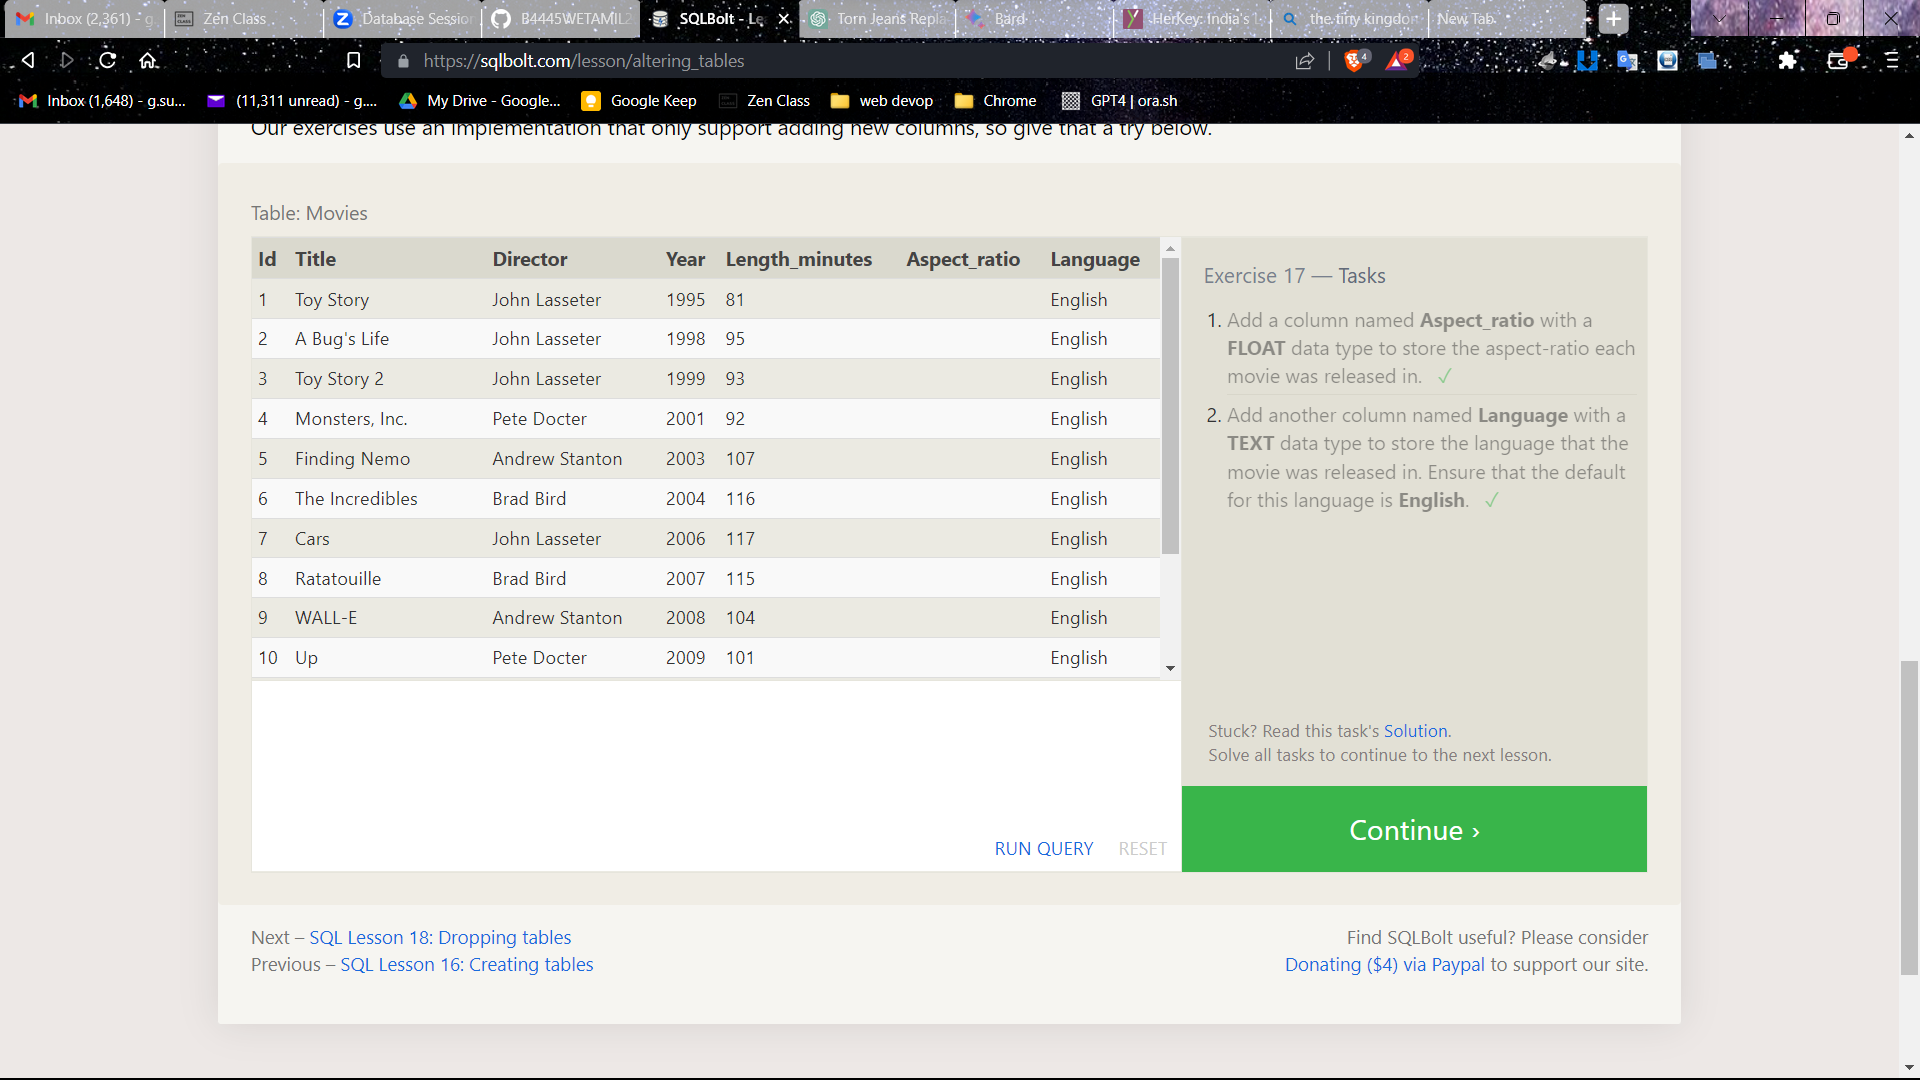 Inbox (2,361) - g
Zen Class
Database Session
B4445WETAMIL2
SQLBolt - Le
Torn Jeans Repla
Bard
HerKey: India's
the tiny kingdom
New Tab
https://sqlbolt.com/lesson/altering_tables
4
2
Inbox (1,648) - g.su...
(11,311 unread) - g....
My Drive - Google...
Google Keep
Zen Class
web devop
Chrome
GPT4 | ora.sh
Our exercises use an implementation that only support adding new columns, so give that a try below.
Table: Movies
Id Title Director Year Length_minutes Aspect_ratio Language
1 Toy Story John Lasseter 1995 81 English
2 A Bug's Life John Lasseter 1998 95 English
3 Toy Story 2 John Lasseter 1999 93 English
4 Monsters, Inc. Pete Docter 2001 92 English
5 Finding Nemo Andrew Stanton 2003 107 English
6 The Incredibles Brad Bird 2004 116 English
7 Cars John Lasseter 2006 117 English
8 Ratatouille Brad Bird 2007 115 English
9 WALL-E Andrew Stanton 2008 104 English
10 Up Pete Docter 2009 101 English
RUN QUERY RESET
Exercise 17 — Tasks
1. Add a column named Aspect_ratio with a
FLOAT data type to store the aspect-ratio each
movie was released in. ✓
2. Add another column named Language with a
TEXT data type to store the language that the
movie was released in. Ensure that the default
for this language is English. ✓
Stuck? Read this task's Solution.
Solve all tasks to continue to the next lesson.
Continue ›
Next – SQL Lesson 18: Dropping tables
Previous – SQL Lesson 16: Creating tables
Find SQLBolt useful? Please consider
Donating ($4) via Paypal to support our site.